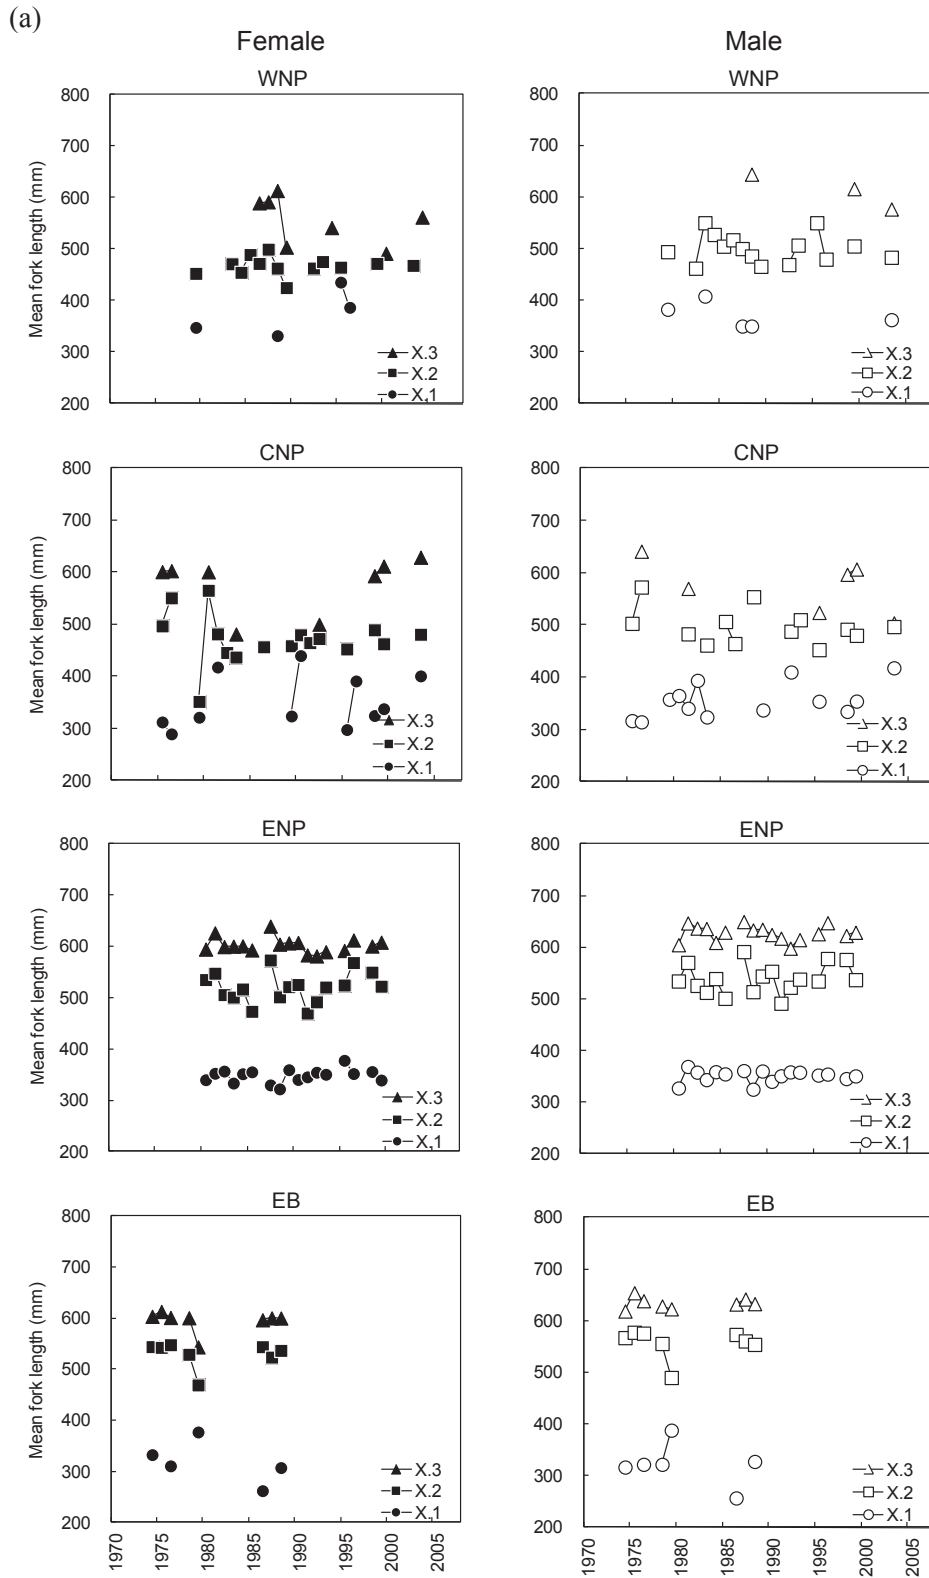 (a)
Female
Male
WNP
WNP
800
700
600
500
400
300
200
Mean fork length (mm)
X.3
X.2
X.1
800
700
600
500
400
300
200
X.3
X.2
X.1
CNP
CNP
800
700
600
500
400
300
200
Mean fork length (mm)
X.3
X.2
X.1
800
700
600
500
400
300
200
X.3
X.2
X.1
ENP
ENP
800
700
600
500
400
300
200
Mean fork length (mm)
X.3
X.2
X.1
800
700
600
500
400
300
200
X.3
X.2
X.1
EB
EB
800
700
600
500
400
300
200
Mean fork length (mm)
X.3
X.2
X.1
1970
1975
1980
1985
1990
1995
2000
2005
800
700
600
500
400
300
200
X.3
X.2
X.1
1970
1975
1980
1985
1990
1995
2000
2005